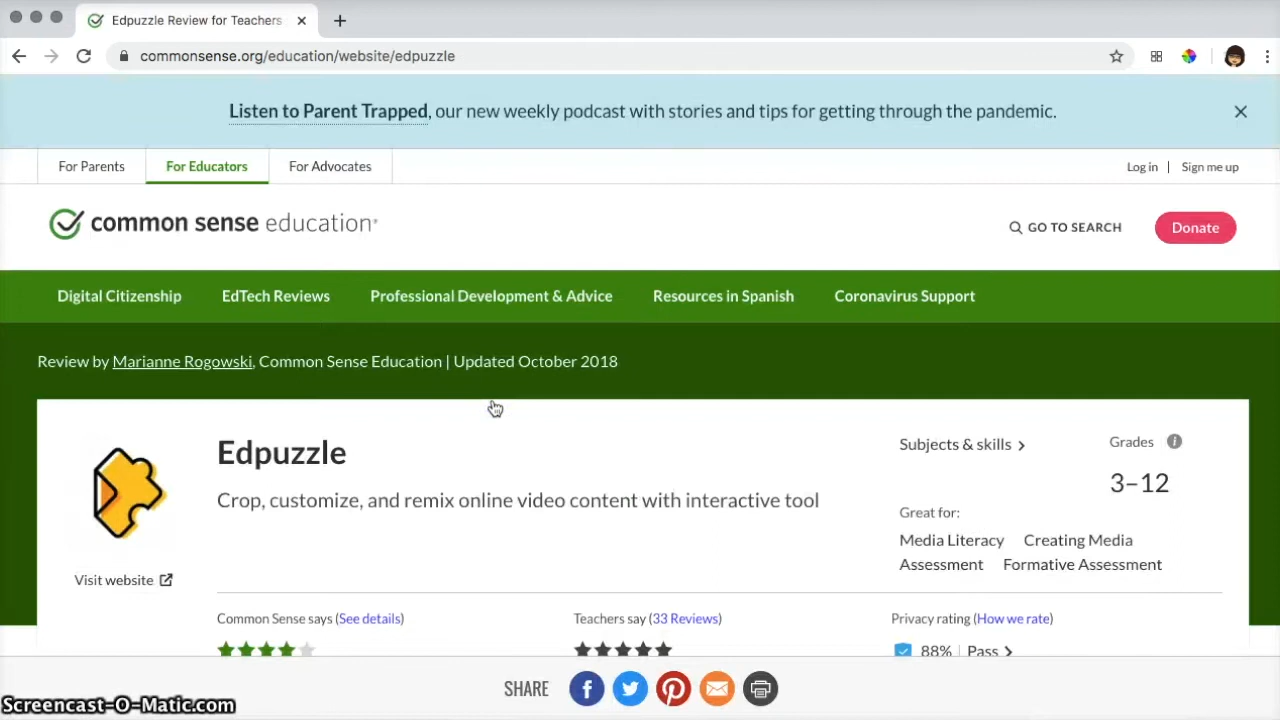 Edpuzzle Review for Teachers
commonsense.org/education/website/edpuzzle
Listen to Parent Trapped, our new weekly podcast with stories and tips for getting through the pandemic.
For Parents For Educators For Advocates Log in | Sign me up
common sense education® GO TO SEARCH Donate
Digital Citizenship EdTech Reviews Professional Development & Advice Resources in Spanish Coronavirus Support
Review by Marianne Rogowski, Common Sense Education | Updated October 2018
Edpuzzle
Crop, customize, and remix online video content with interactive tool
Visit website
Subjects & skills
Grades
3–12
Great for:
Media Literacy Creating Media
Assessment Formative Assessment
Common Sense says (See details)
Teachers say (33 Reviews)
Privacy rating (How we rate)
88% | Pass
SHARE
Screencast-O-Matic.com